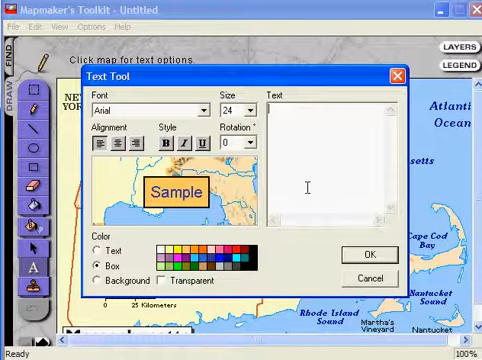 Mapmaker's Toolkit - Untitled
File Edit View Options Help
FIND
DRAW
Click map for text options.
LAYERS
LEGEND
Text Tool
Font
Size
Text
Arial
24
Alignment
Style
Rotation °
B I U
0
Sample
Color
Text
Box
Background
Transparent
OK
Cancel
NEW
Atlanti
Ocean
setts
Cape Cod
Bay
Nantucket
Sound
Rhode Island
Sound
Martha's
Vineyard
Nantucket
0 25 Kilometers
A
Ready
100%